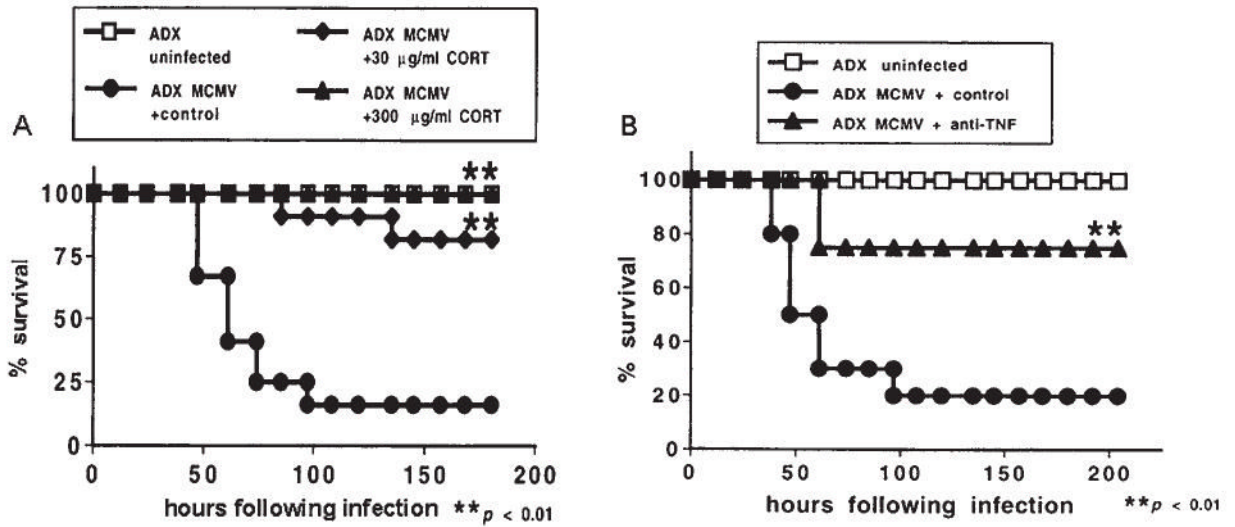 ADX uninfected
ADX MCMV +30 µg/ml CORT
ADX MCMV +control
ADX MCMV +300 µg/ml CORT
A
**
**
100
75
50
25
0
% survival
0 50 100 150 200
hours following infection **p < 0.01
ADX uninfected
ADX MCMV + control
ADX MCMV + anti-TNF
B
**
100
80
60
40
20
0
% survival
0 50 100 150 200
hours following infection **p < 0.01